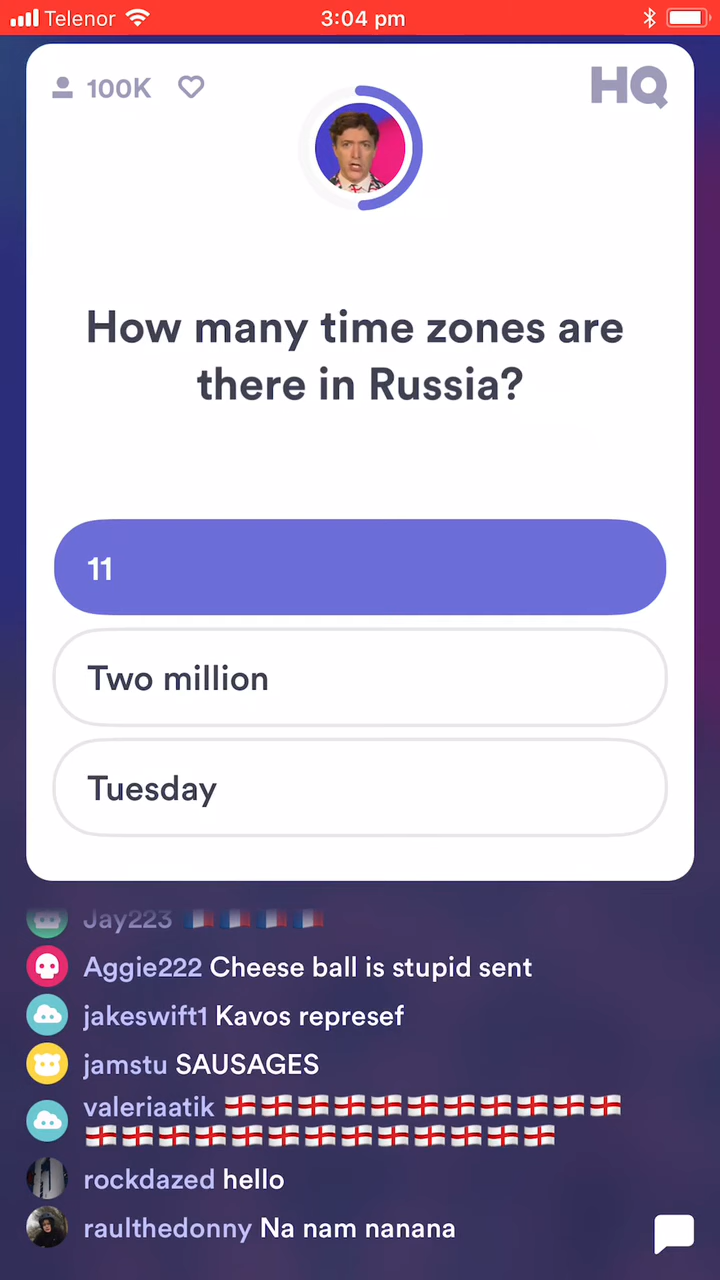 Telenor 3:04 pm
100K HQ
How many time zones are
there in Russia?
11
Two million
Tuesday
Jay223 🇫🇷🇫🇷🇫🇷🇫🇷
Aggie222 Cheese ball is stupid sent
jakeswift1 Kavos represef
jamstu SAUSAGES
valeriaatik 🏴󠁧󠁢󠁥󠁮󠁧󠁿🏴󠁧󠁢󠁥󠁮󠁧󠁿🏴󠁧󠁢󠁥󠁮󠁧󠁿🏴󠁧󠁢󠁥󠁮󠁧󠁿🏴󠁧󠁢󠁥󠁮󠁧󠁿🏴󠁧󠁢󠁥󠁮󠁧󠁿🏴󠁧󠁢󠁥󠁮󠁧󠁿🏴󠁧󠁢󠁥󠁮󠁧󠁿🏴󠁧󠁢󠁥󠁮󠁧󠁿🏴󠁧󠁢󠁥󠁮󠁧󠁿🏴󠁧󠁢󠁥󠁮󠁧󠁿
🏴󠁧󠁢󠁥󠁮󠁧󠁿🏴󠁧󠁢󠁥󠁮󠁧󠁿🏴󠁧󠁢󠁥󠁮󠁧󠁿🏴󠁧󠁢󠁥󠁮󠁧󠁿🏴󠁧󠁢󠁥󠁮󠁧󠁿🏴󠁧󠁢󠁥󠁮󠁧󠁿🏴󠁧󠁢󠁥󠁮󠁧󠁿🏴󠁧󠁢󠁥󠁮󠁧󠁿🏴󠁧󠁢󠁥󠁮󠁧󠁿🏴󠁧󠁢󠁥󠁮󠁧󠁿🏴󠁧󠁢󠁥󠁮󠁧󠁿🏴󠁧󠁢󠁥󠁮󠁧󠁿🏴󠁧󠁢󠁥󠁮󠁧󠁿
rockdazed hello
raulthedonny Na nam nanana